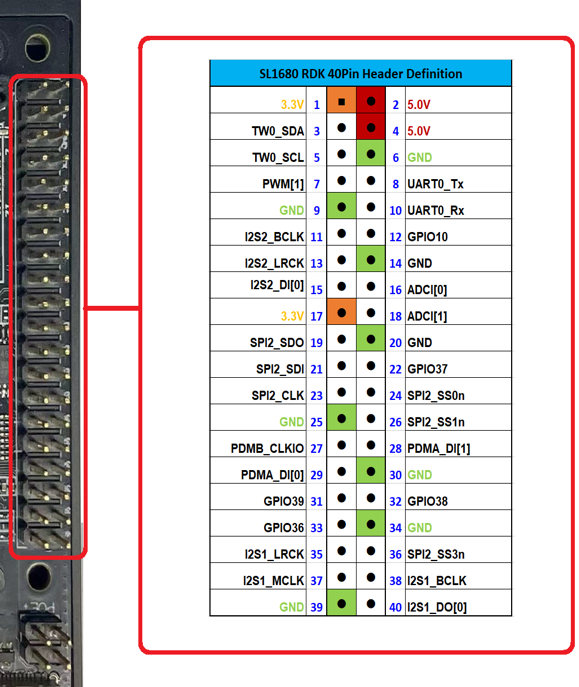 SL1680 RDK 40Pin Header Definition
3.3V 1 2 5.0V
TW0_SDA 3 4 5.0V
TW0_SCL 5 6 GND
PWM[1] 7 8 UART0_Tx
GND 9 10 UART0_Rx
I2S2_BCLK 11 12 GPIO10
I2S2_LRCK 13 14 GND
I2S2_DI[0] 15 16 ADCI[0]
3.3V 17 18 ADCI[1]
SPI2_SDO 19 20 GND
SPI2_SDI 21 22 GPIO37
SPI2_CLK 23 24 SPI2_SS0n
GND 25 26 SPI2_SS1n
PDMB_CLKIO 27 28 PDMA_DI[1]
PDMA_DI[0] 29 30 GND
GPIO39 31 32 GPIO38
GPIO36 33 34 GND
I2S1_LRCK 35 36 SPI2_SS3n
I2S1_MCLK 37 38 I2S1_BCLK
GND 39 40 I2S1_DO[0]